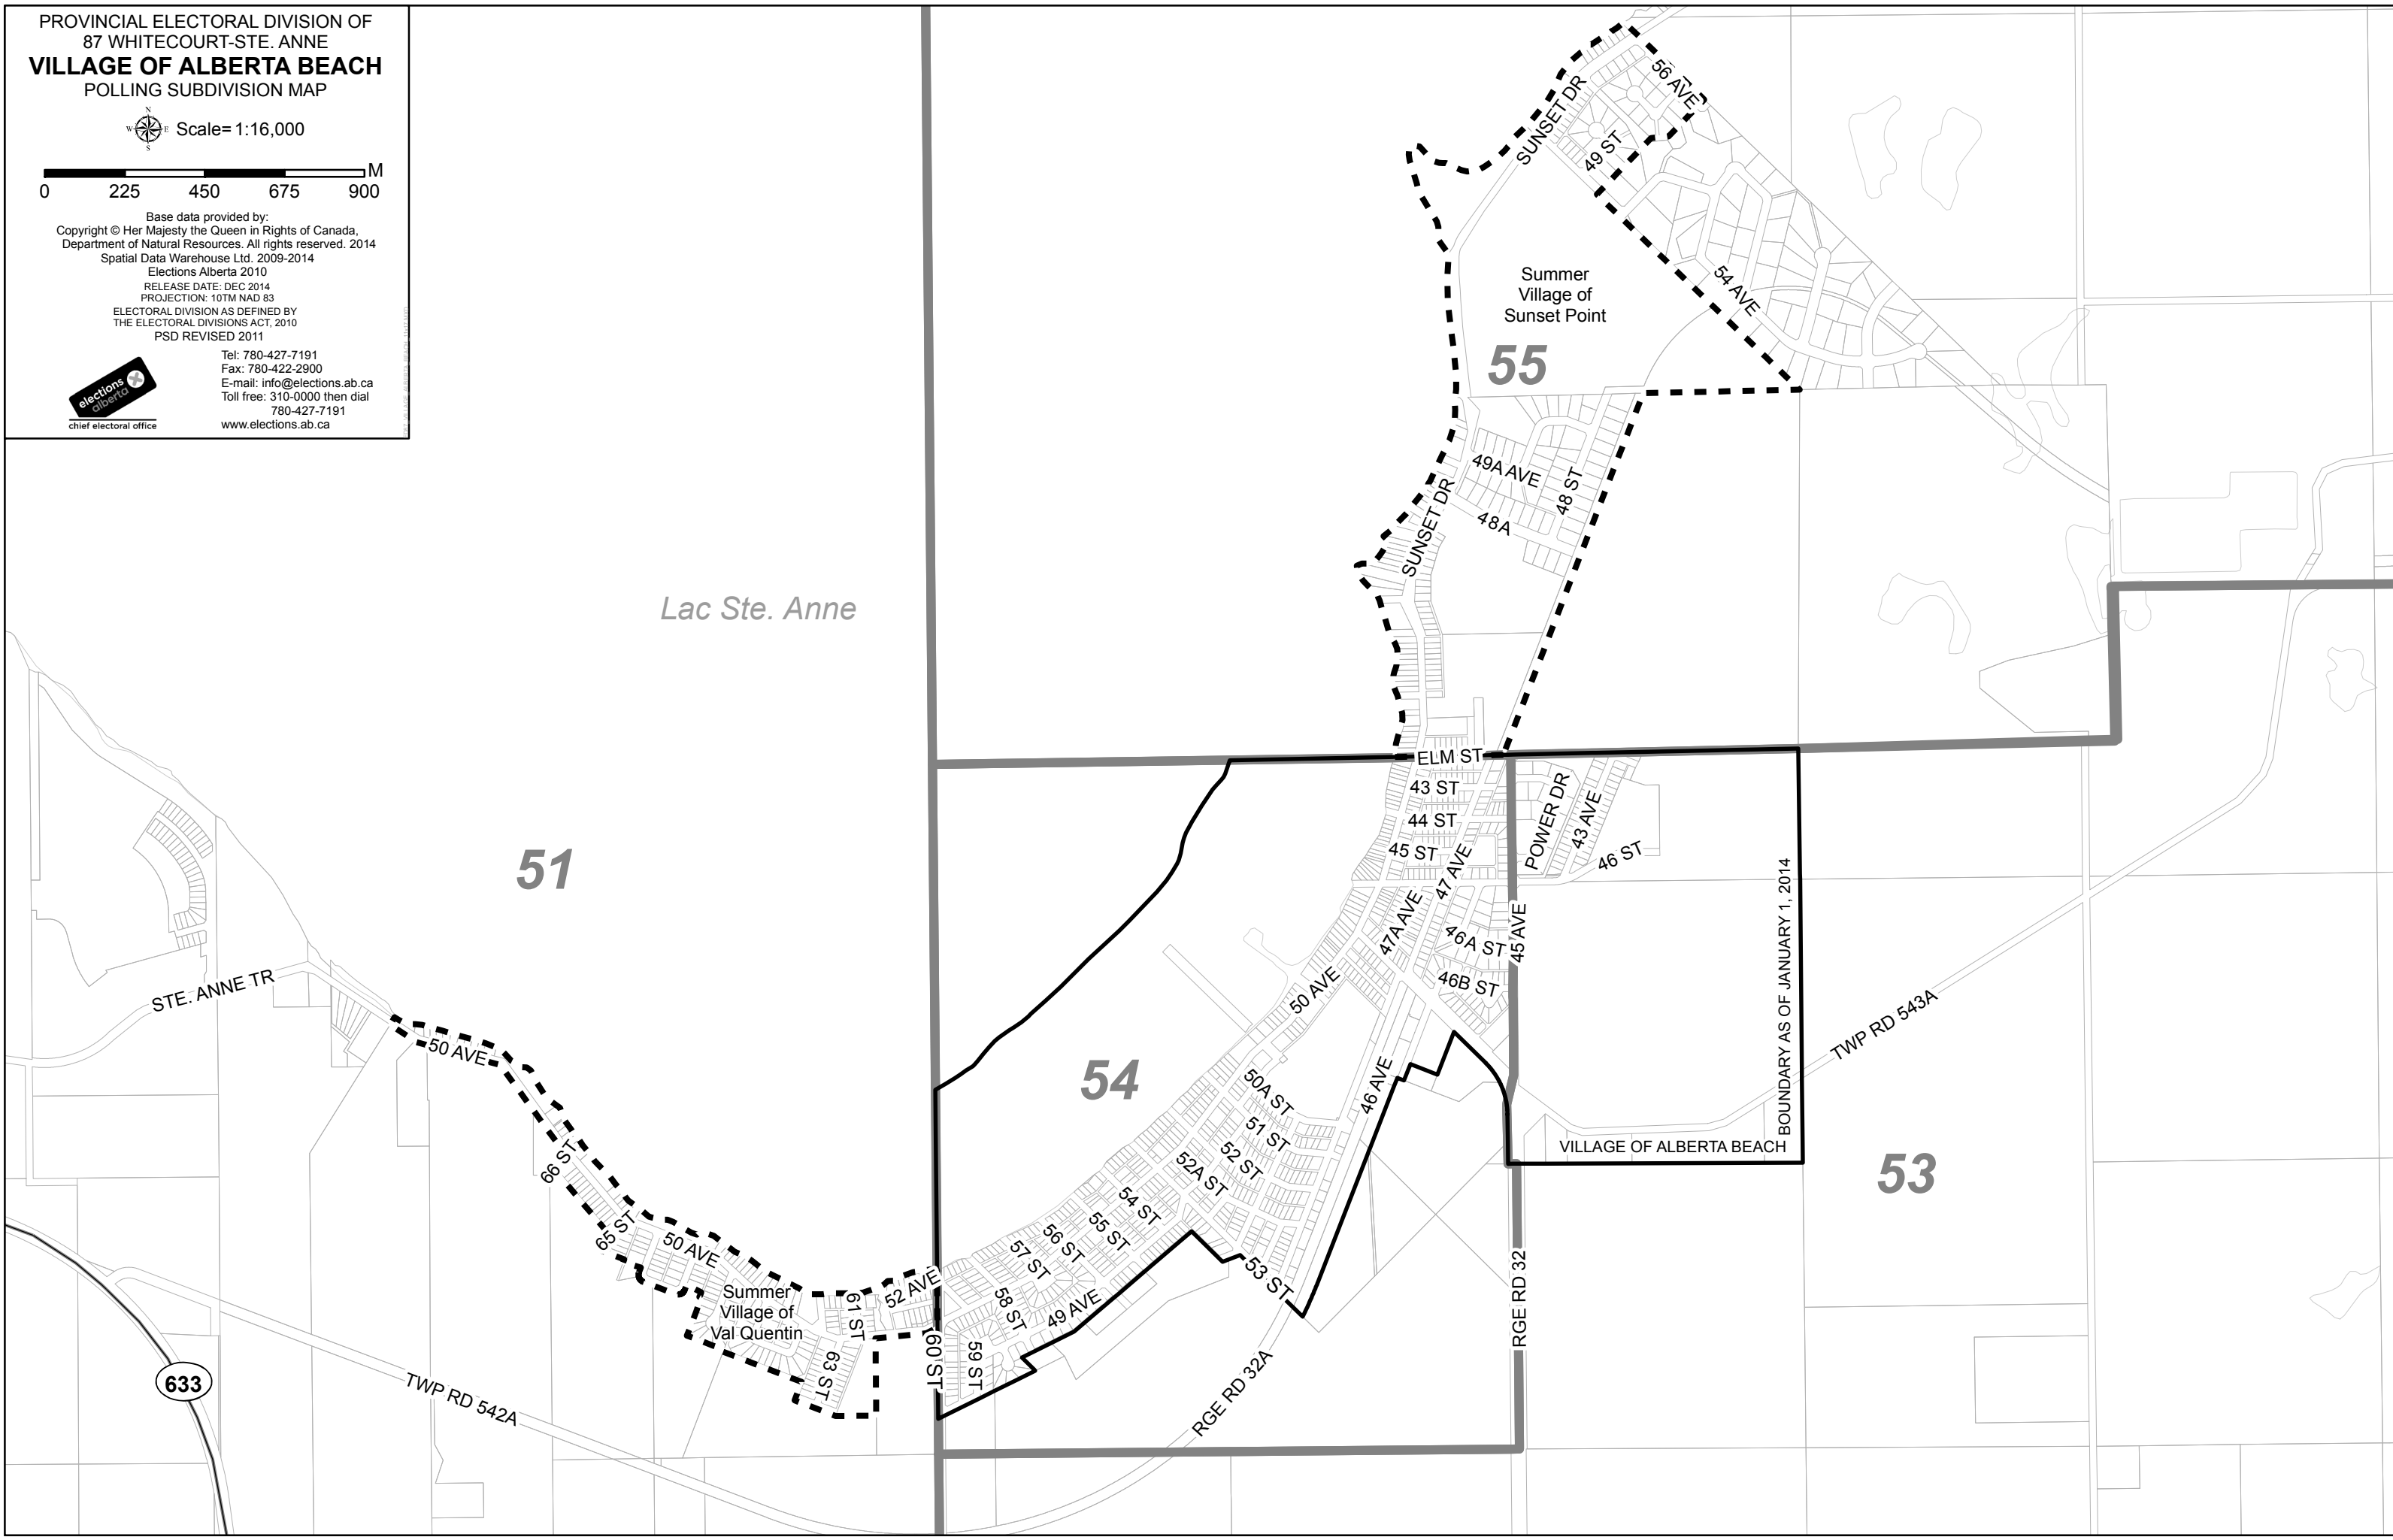 PROVINCIAL ELECTORAL DIVISION OF
87 WHITECOURT-STE. ANNE
VILLAGE OF ALBERTA BEACH
POLLING SUBDIVISION MAP
N
W E
S
Scale= 1:16,000
M
0 225 450 675 900
Base data provided by:
Copyright © Her Majesty the Queen in Rights of Canada,
Department of Natural Resources. All rights reserved. 2014
Spatial Data Warehouse Ltd. 2009-2014
Elections Alberta 2010
RELEASE DATE: DEC 2014
PROJECTION: 10TM NAD 83
ELECTORAL DIVISION AS DEFINED BY
THE ELECTORAL DIVISIONS ACT, 2010
PSD REVISED 2011
elections
alberta
chief electoral office
Tel: 780-427-7191
Fax: 780-422-2900
E-mail: info@elections.ab.ca
Toll free: 310-0000 then dial
780-427-7191
www.elections.ab.ca
56 AVE
SUNSET DR
49 ST
54 AVE
Summer
Village of
Sunset Point
55
49A AVE
48 ST
SUNSET DR
48A
Lac Ste. Anne
ELM ST
43 ST
44 ST
45 ST
POWER DR
43 AVE
46 ST
47 AVE
47A AVE
46A ST
45 AVE
46B ST
50 AVE
BOUNDARY AS OF JANUARY 1, 2014
TWP RD 543A
51
STE. ANNE TR
50 AVE
54
46 AVE
50A ST
51 ST
52 ST
52A ST
VILLAGE OF ALBERTA BEACH
53
66 ST
65 ST
50 AVE
54 ST
55 ST
56 ST
57 ST
53 ST
RGE RD 32
Summer
Village of
Val Quentin
61 ST
52 AVE
58 ST
49 AVE
63 ST
60 ST
59 ST
633
TWP RD 542A
RGE RD 32A